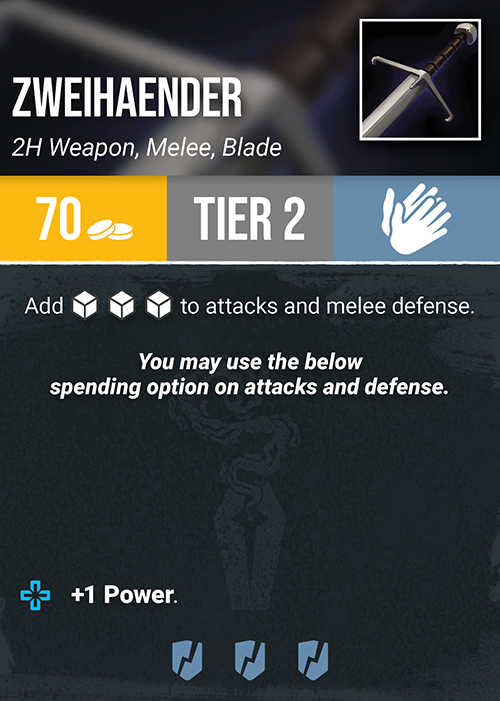 ZWEIHAENDER
2H Weapon, Melee, Blade
70 TIER 2
Add to attacks and melee defense.
You may use the below
spending option on attacks and defense.
+1 Power.